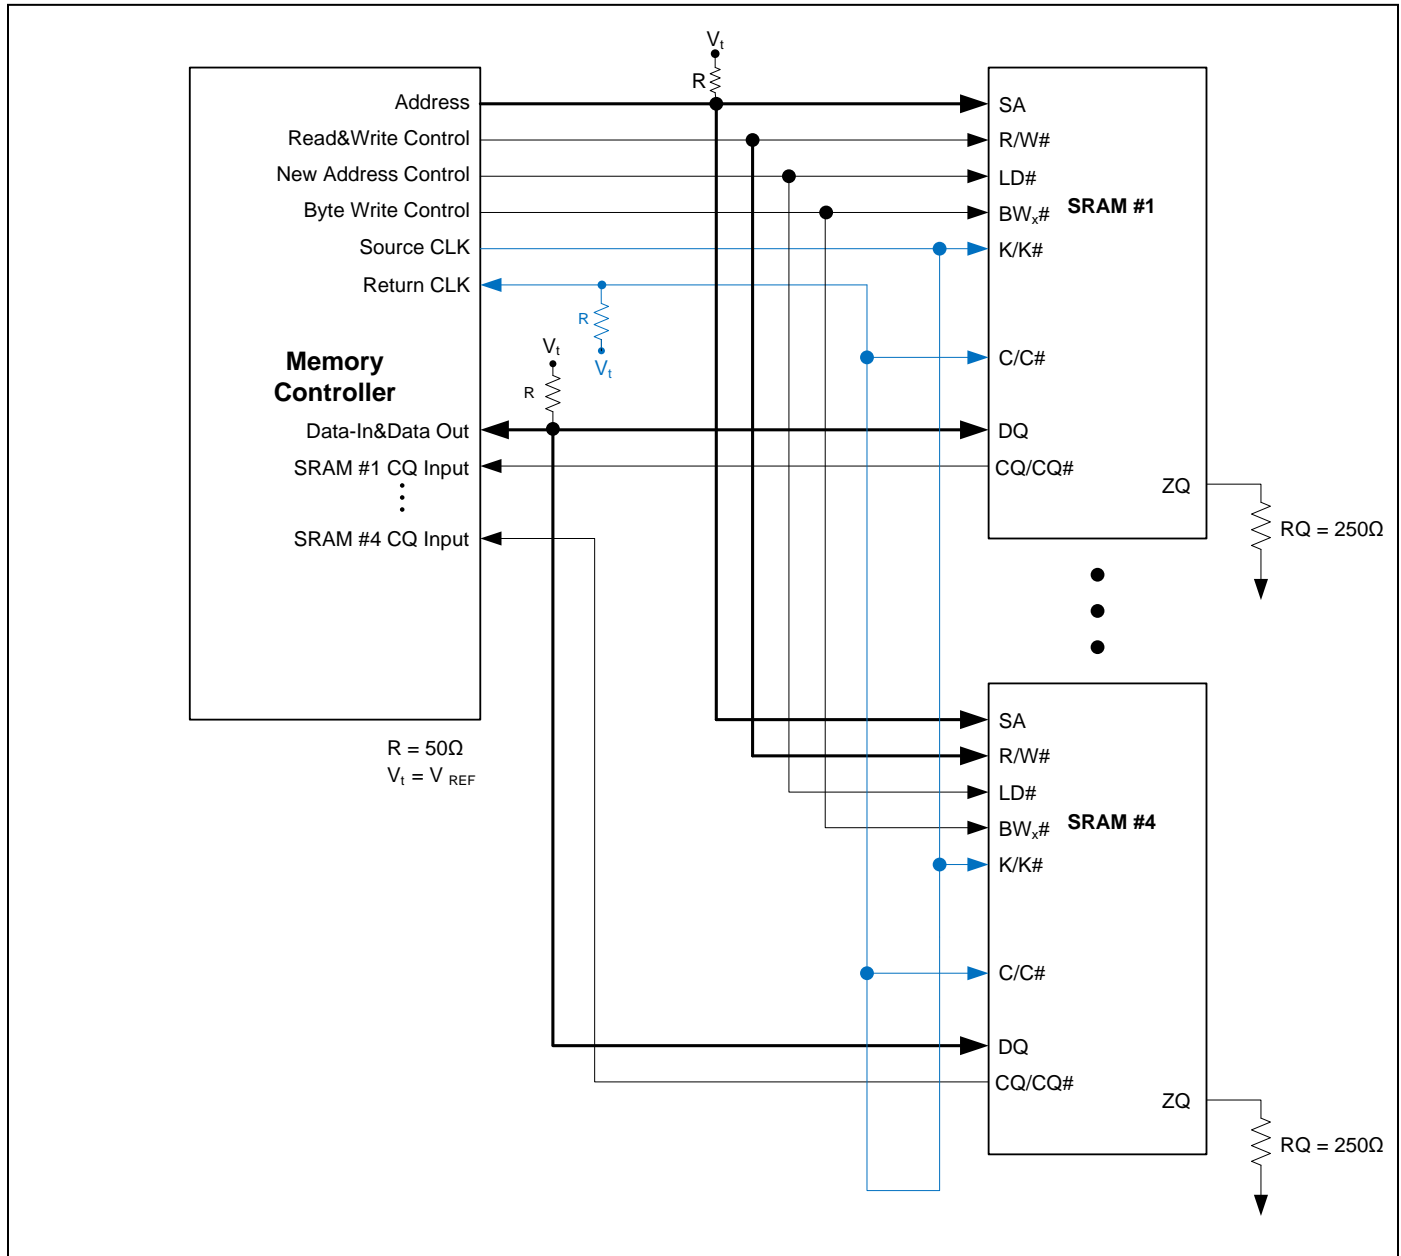 Vt
R
Address
Read&Write Control
New Address Control
Byte Write Control
Source CLK
Return CLK
Memory
Controller
Data-In&Data Out
SRAM #1 CQ Input
SRAM #4 CQ Input
R
Vt
Vt
R
R = 50Ω
Vt = V REF
SA
R/W#
LD#
BWx#
SRAM #1
K/K#
C/C#
DQ
CQ/CQ#
ZQ
RQ = 250Ω
SA
R/W#
LD#
BWx#
SRAM #4
K/K#
C/C#
DQ
CQ/CQ#
ZQ
RQ = 250Ω